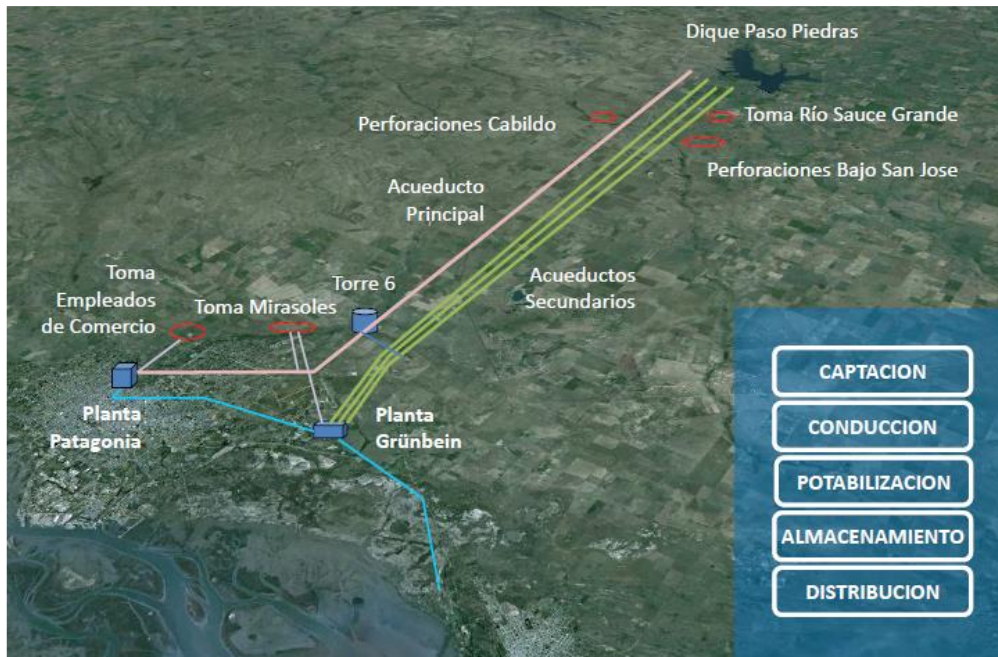 Dique Paso Piedras
Perforaciones Cabildo
Toma Río Sauce Grande
Perforaciones Bajo San Jose
Acueducto
Principal
Toma
Empleados
de Comercio
Toma Mirasoles
Torre 6
Acueductos
Secundarios
Planta
Patagonia
Planta
Grünbein
CAPTACION
CONDUCCION
POTABILIZACION
ALMACENAMIENTO
DISTRIBUCION